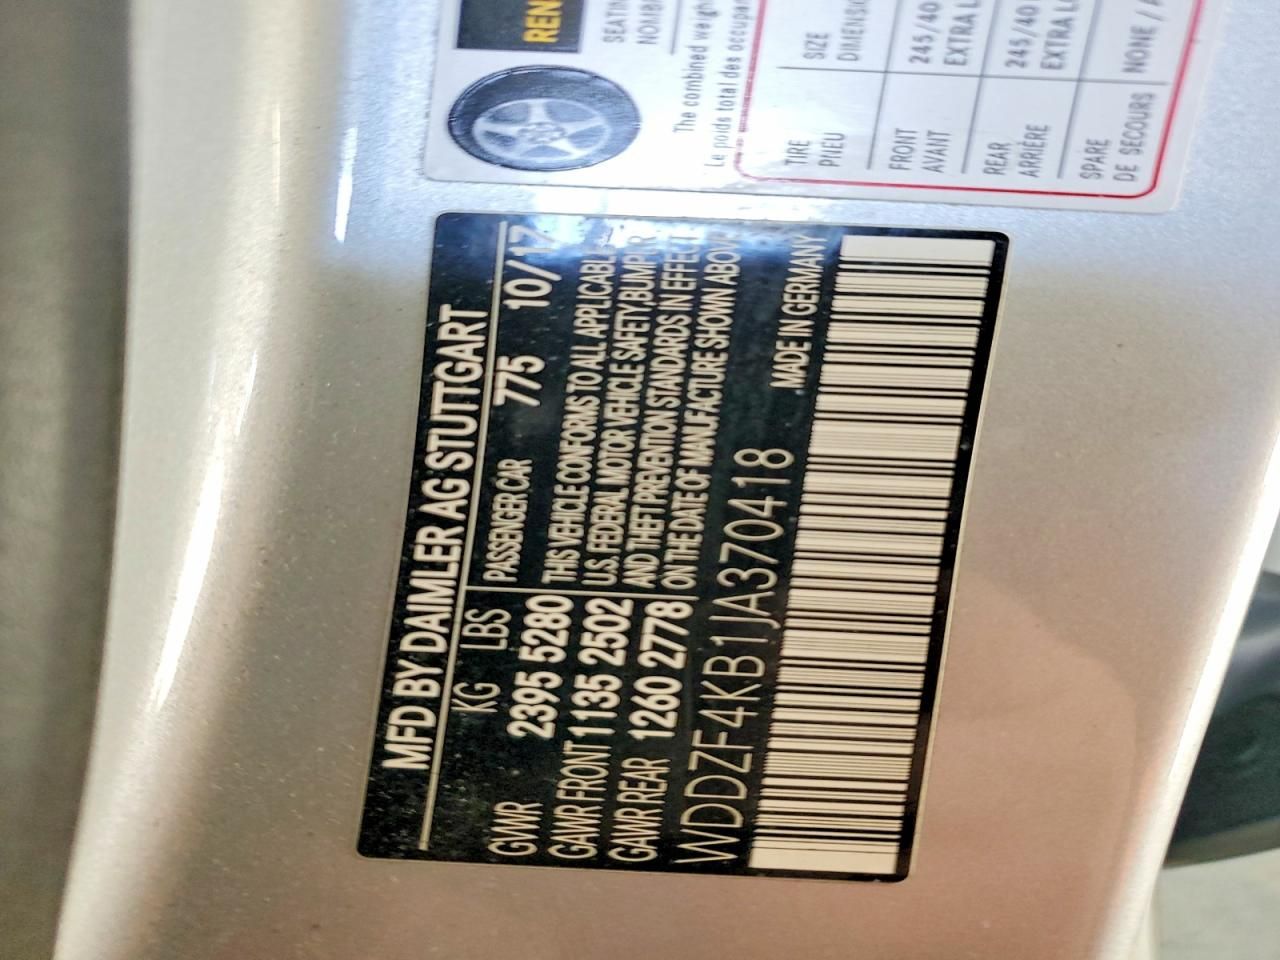 MFD BY DAIMLER AG STUTTGART
KG LBS PASSENGER CAR 775 10/17
GVWR 2395 5280
GAWR FRONT 1135 2502
GAWR REAR 1260 2778
THIS VEHICLE CONFORMS TO ALL APPLICABLE
U.S. FEDERAL MOTOR VEHICLE SAFETY, BUMPER
AND THEFT PREVENTION STANDARDS IN EFFECT
ON THE DATE OF MANUFACTURE SHOWN ABOVE
WDDZF4KB1JA370418
MADE IN GERMANY
The combined
Le poids total des
TIRE SIZE
PNEU
FRONT 245/40
AVANT EXTRA
REAR 245/40
ARRIÈRE EXTRA
SPARE NONE /
DE SECOURS